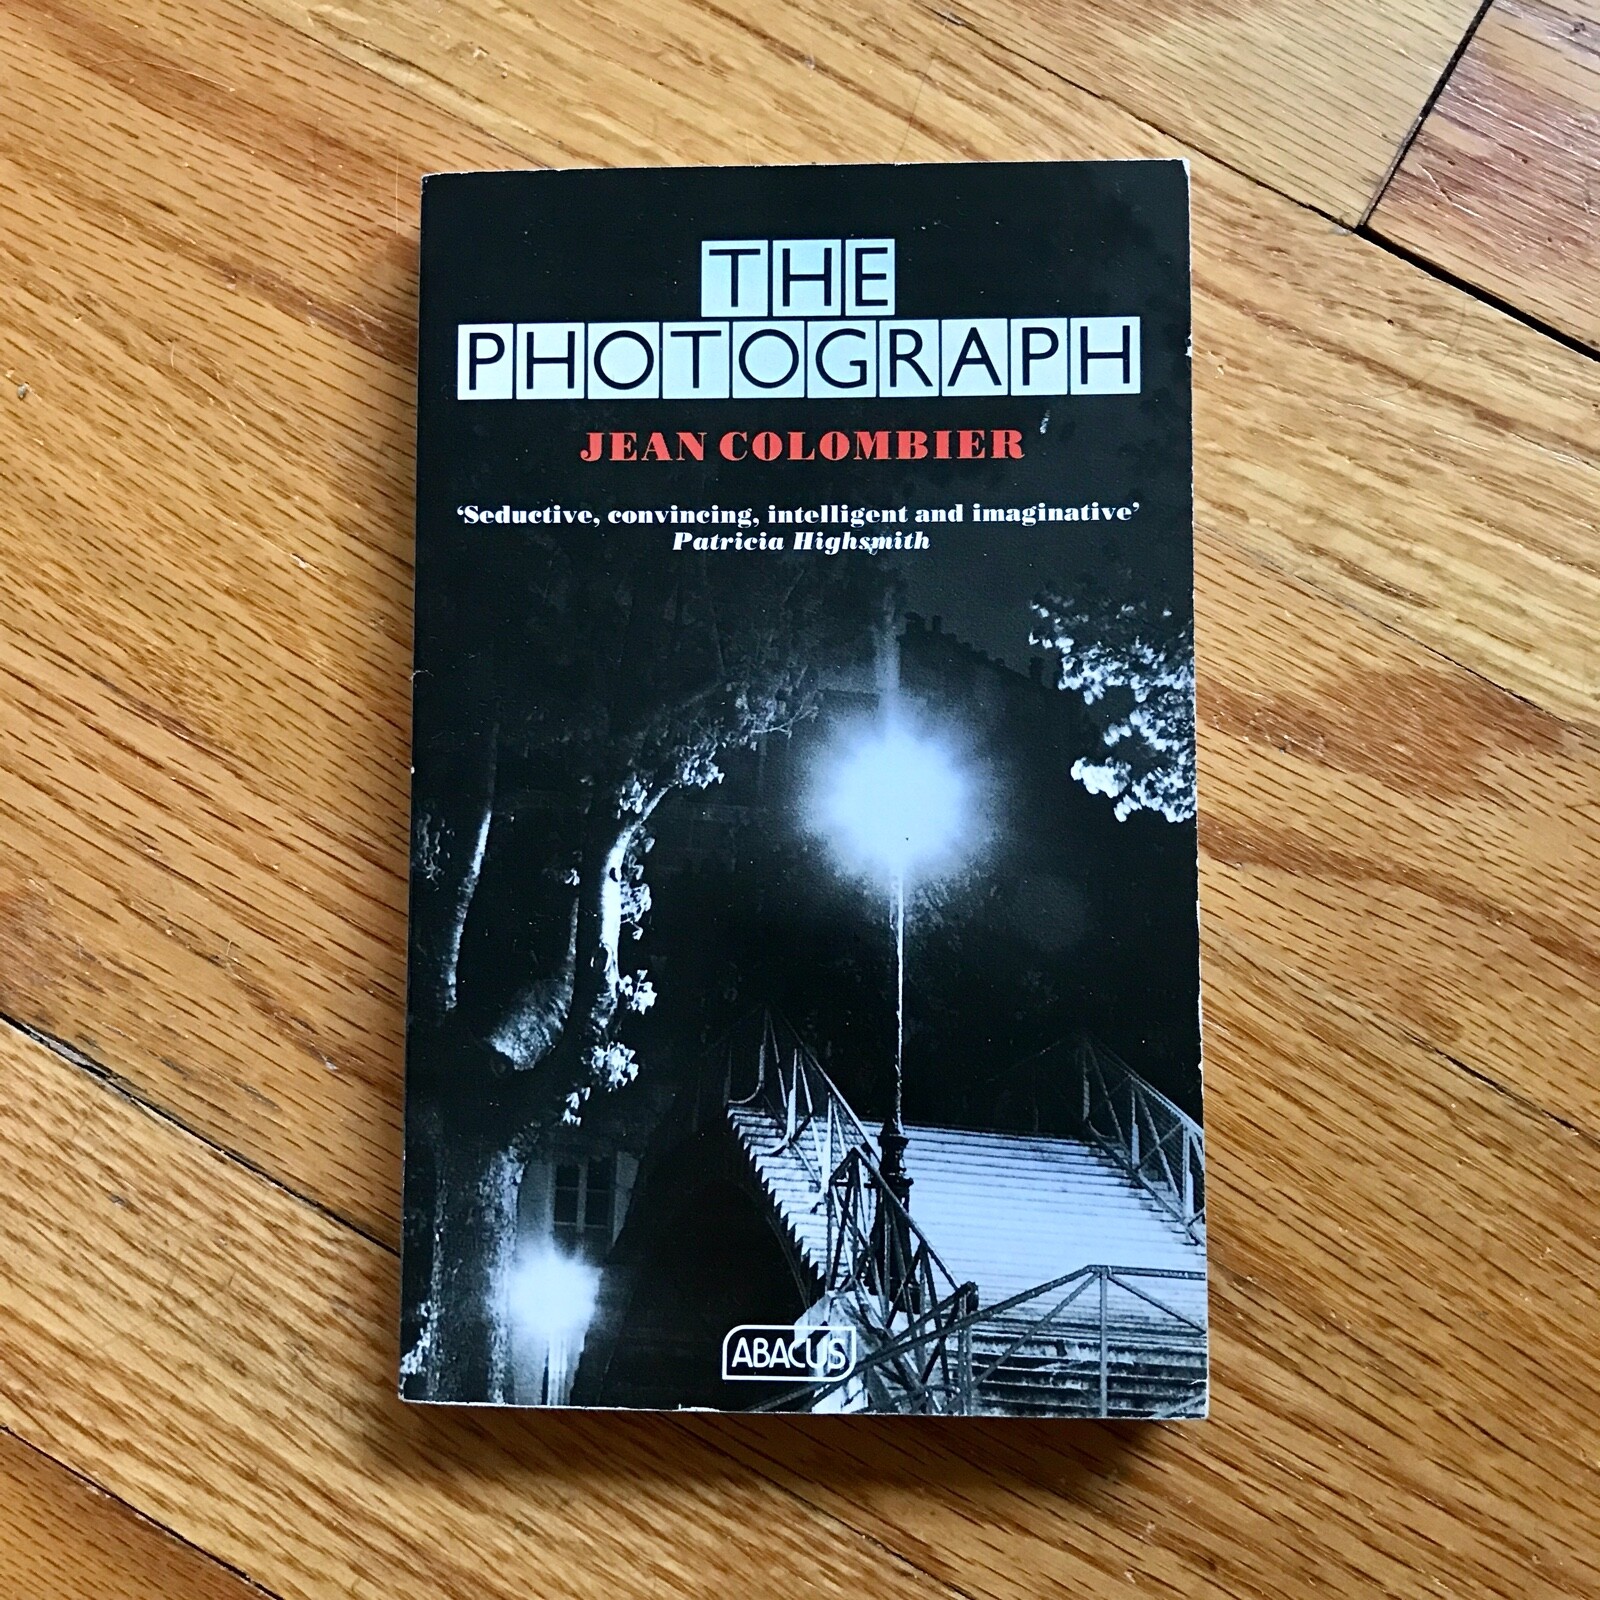 THE
PHOTOGRAPH
JEAN COLOMBIER
‘Seductive, convincing, intelligent and imaginative’
Patricia Highsmith
ABACUS